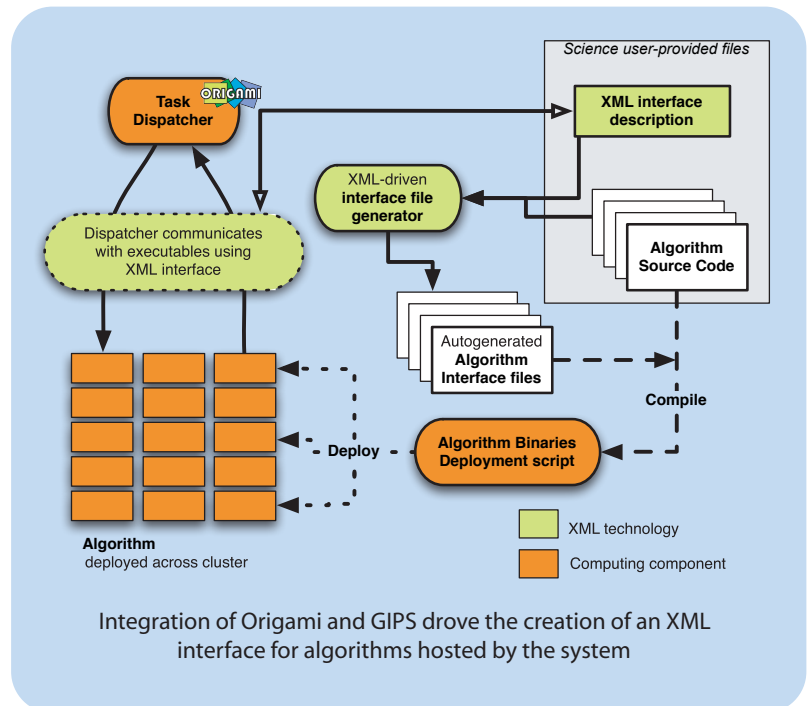 Science user-provided files
ORIGAMI
Task
Dispatcher
XML interface
description
XML-driven
interface file
generator
Dispatcher communicates
with executables using
XML interface
Algorithm
Source Code
Autogenerated
Algorithm
Interface files
Compile
Deploy
Algorithm Binaries
Deployment script
Algorithm
deployed across cluster
XML technology
Computing component
Integration of Origami and GIPS drove the creation of an XML
interface for algorithms hosted by the system